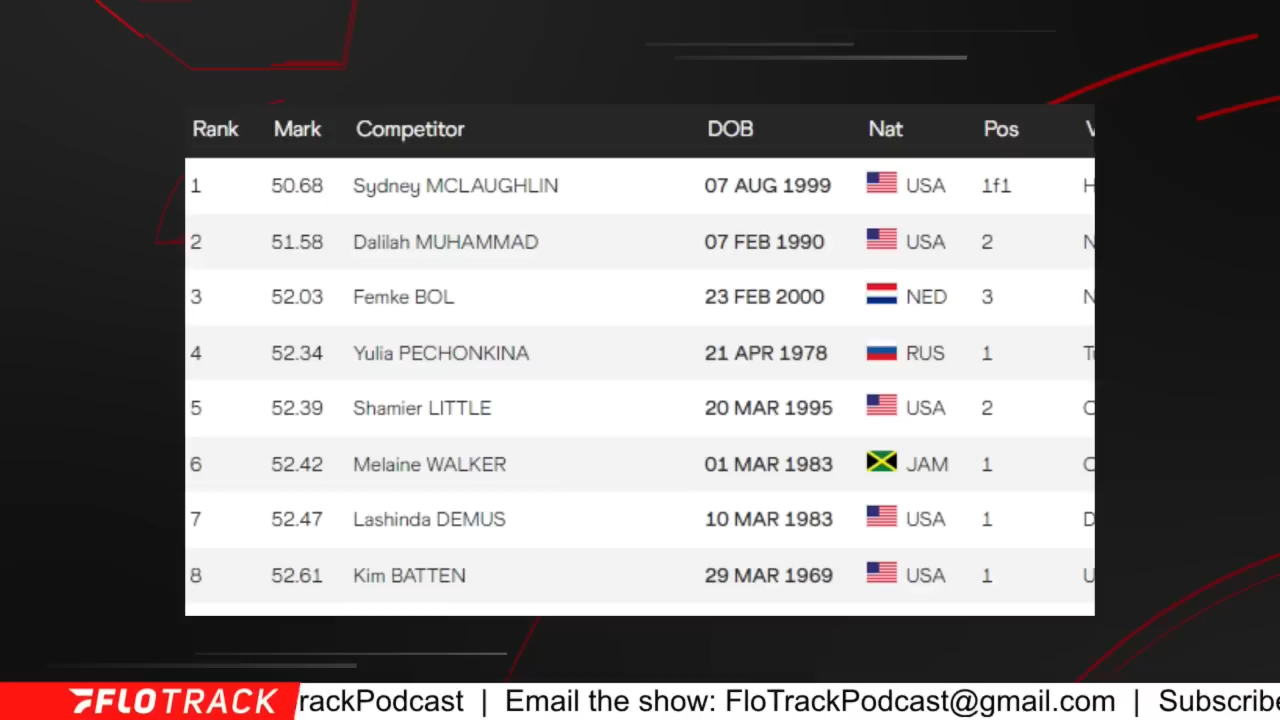 Rank Mark Competitor DOB Nat Pos
1 50.68 Sydney MCLAUGHLIN 07 AUG 1999 USA 1f1 H
2 51.58 Dalilah MUHAMMAD 07 FEB 1990 USA 2 N
3 52.03 Femke BOL 23 FEB 2000 NED 3 N
4 52.34 Yulia PECHONKINA 21 APR 1978 RUS 1
5 52.39 Shamier LITTLE 20 MAR 1995 USA 2
6 52.42 Melaine WALKER 01 MAR 1983 JAM 1
7 52.47 Lashinda DEMUS 10 MAR 1983 USA 1 D
8 52.61 Kim BATTEN 29 MAR 1969 USA 1 U
FLOTRACK rackPodcast | Email the show: FloTrackPodcast@gmail.com | Subscribe